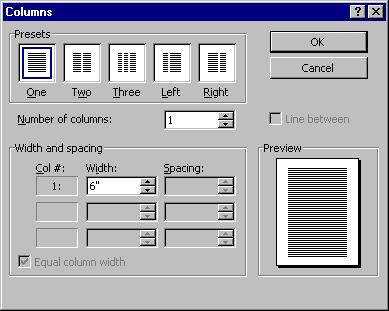 Columns
Presets
One Two Three Left Right
OK
Cancel
Number of columns: 1
Line between
Width and spacing
Col #: Width: Spacing:
1: 6"
Equal column width
Preview